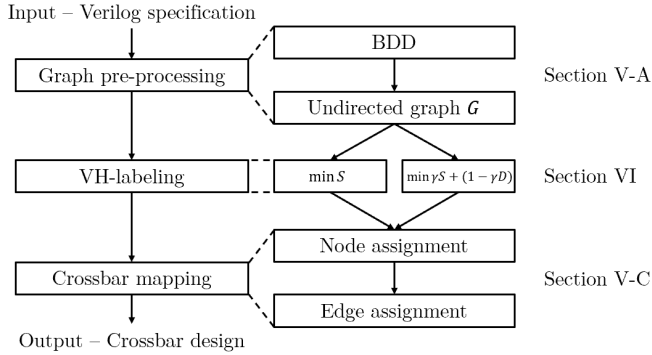 Input – Verilog specification
BDD
Graph pre-processing
Section V-A
Undirected graph G
VH-labeling
min S
min γS + (1 − γD)
Section VI
Node assignment
Crossbar mapping
Section V-C
Edge assignment
Output – Crossbar design